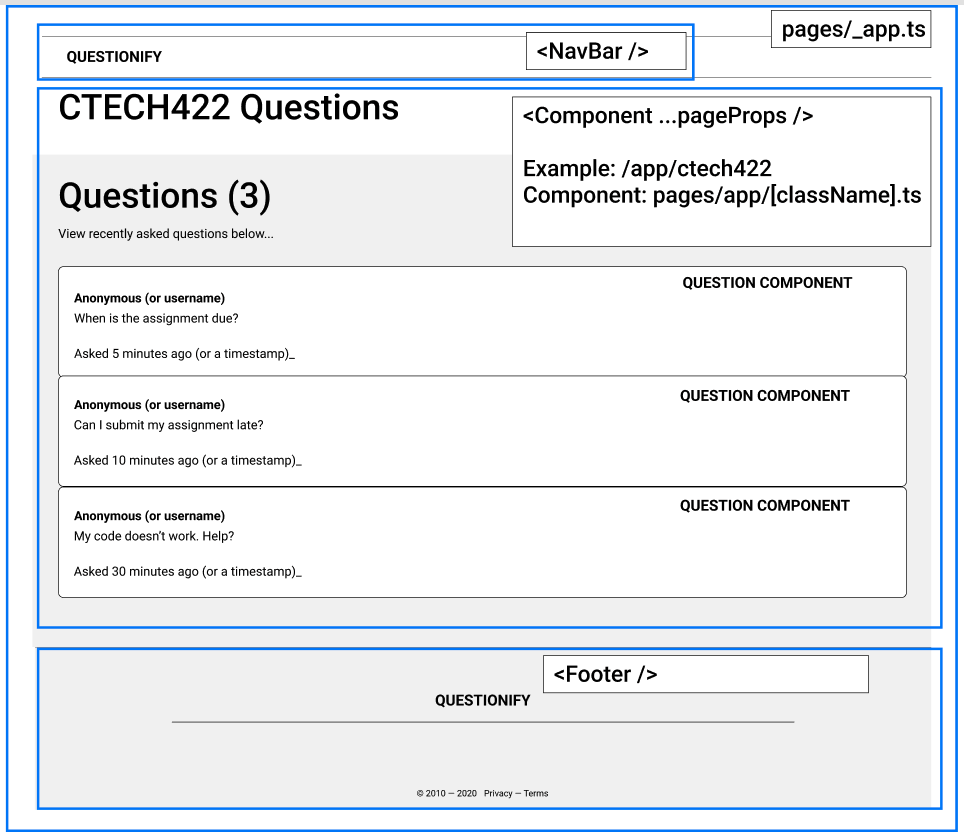 pages/_app.ts
QUESTIONIFY
<NavBar />
CTECH422 Questions
<Component ...pageProps />
Example: /app/ctech422
Component: pages/app/[className].ts
Questions (3)
View recently asked questions below...
QUESTION COMPONENT
Anonymous (or username)
When is the assignment due?
Asked 5 minutes ago (or a timestamp)_
QUESTION COMPONENT
Anonymous (or username)
Can I submit my assignment late?
Asked 10 minutes ago (or a timestamp)_
QUESTION COMPONENT
Anonymous (or username)
My code doesn’t work. Help?
Asked 30 minutes ago (or a timestamp)_
<Footer />
QUESTIONIFY
© 2010 — 2020 Privacy — Terms